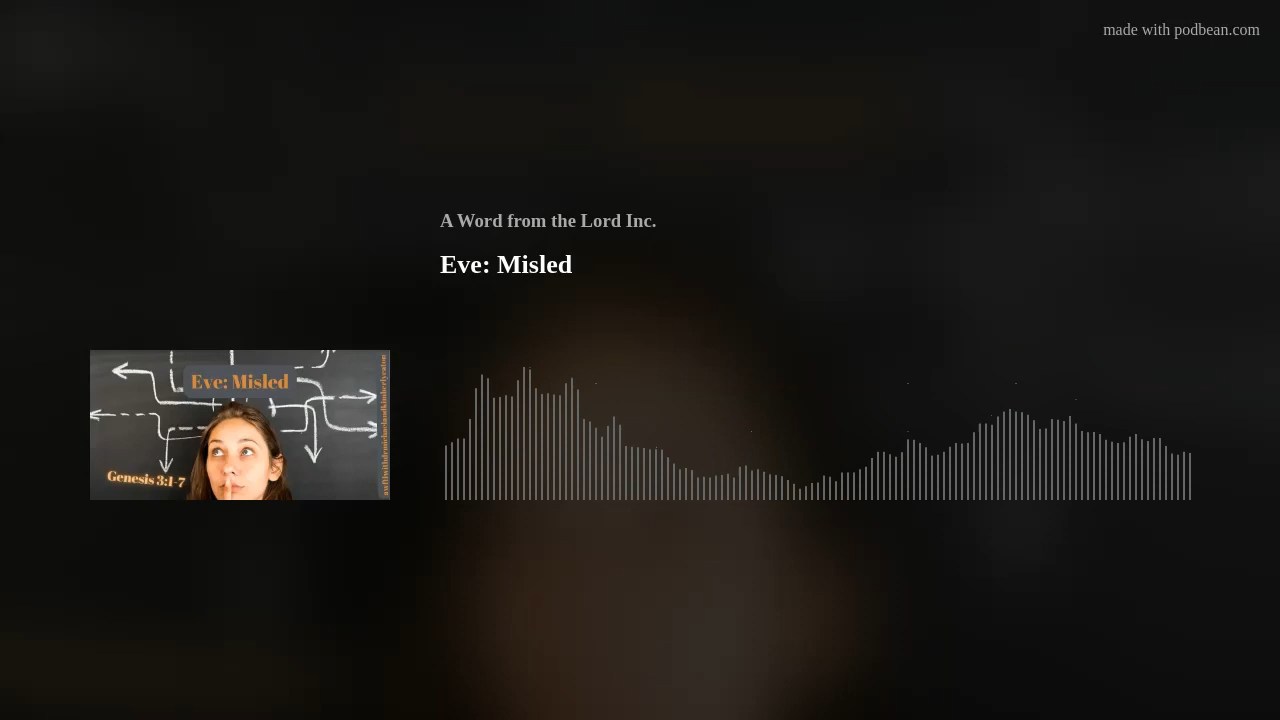 made with podbean.com
A Word from the Lord Inc.
Eve: Misled
Eve: Misled
Genesis 3:1-7